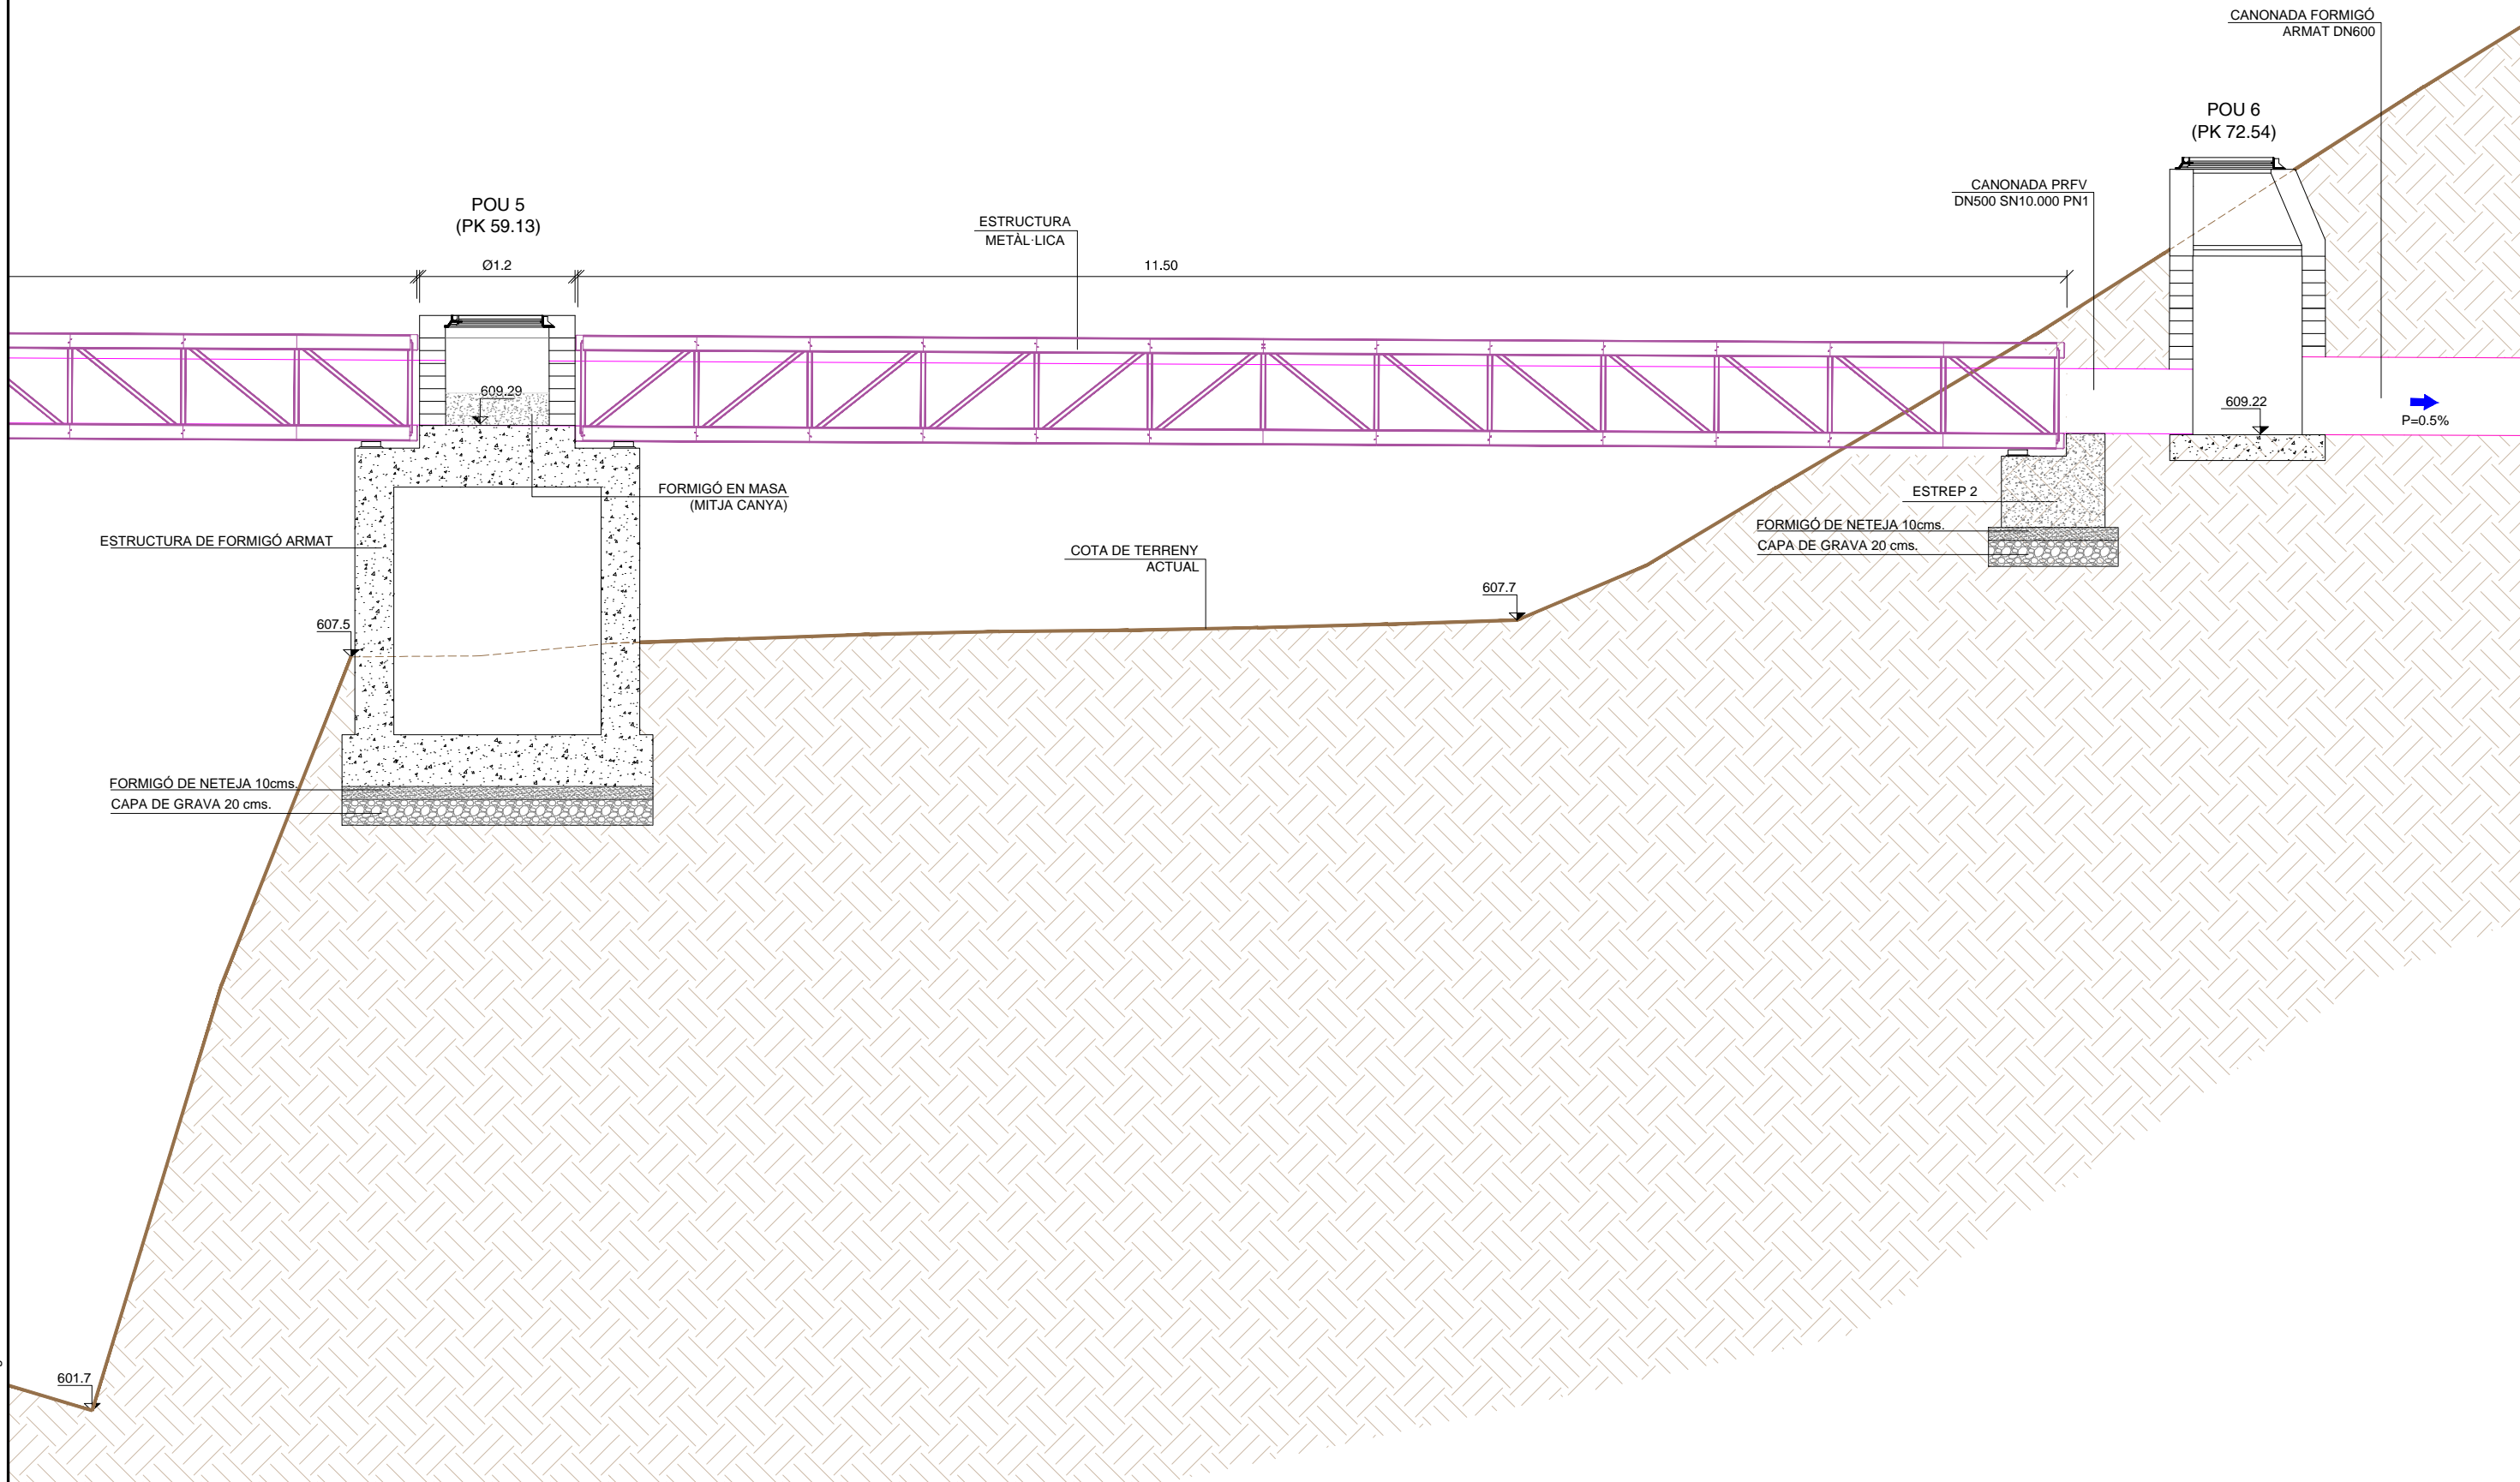 CANONADA FORMIGÓ
ARMAT DN600
POU 6
(PK 72.54)
CANONADA PRFV
DN500 SN10.000 PN1
POU 5
(PK 59.13)
ESTRUCTURA
METÀL·LICA
Ø1.2
11.50
609.29
609.22
P=0.5%
FORMIGÓ EN MASA
(MITJA CANYA)
ESTREP 2
FORMIGÓ DE NETEJA 10cms.
CAPA DE GRAVA 20 cms.
ESTRUCTURA DE FORMIGÓ ARMAT
COTA DE TERRENY
ACTUAL
607.7
607.5
FORMIGÓ DE NETEJA 10cms.
CAPA DE GRAVA 20 cms.
601.7